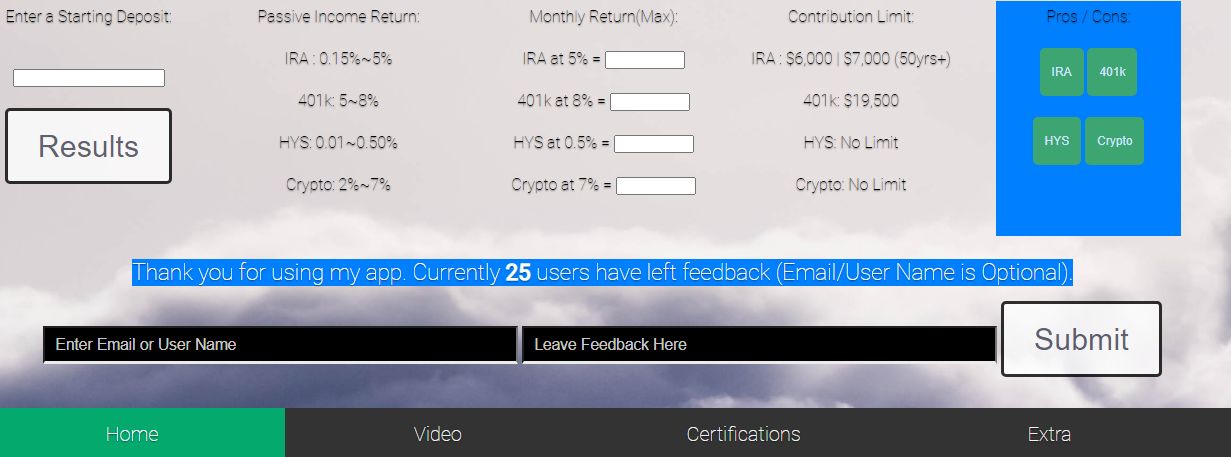 Enter a Starting Deposit:
Results
Passive Income Return:
IRA : 0.15%~5%
401k: 5~8%
HYS: 0.01~0.50%
Crypto: 2%~7%
Monthly Return(Max):
IRA at 5% =
401k at 8% =
HYS at 0.5% =
Crypto at 7% =
Contribution Limit:
IRA : $6,000 | $7,000 (50yrs+)
401k: $19,500
HYS: No Limit
Crypto: No Limit
Pros / Cons:
IRA 401k
HYS Crypto
Thank you for using my app. Currently 25 users have left feedback (Email/User Name is Optional).
Enter Email or User Name Leave Feedback Here Submit
Home Video Certifications Extra